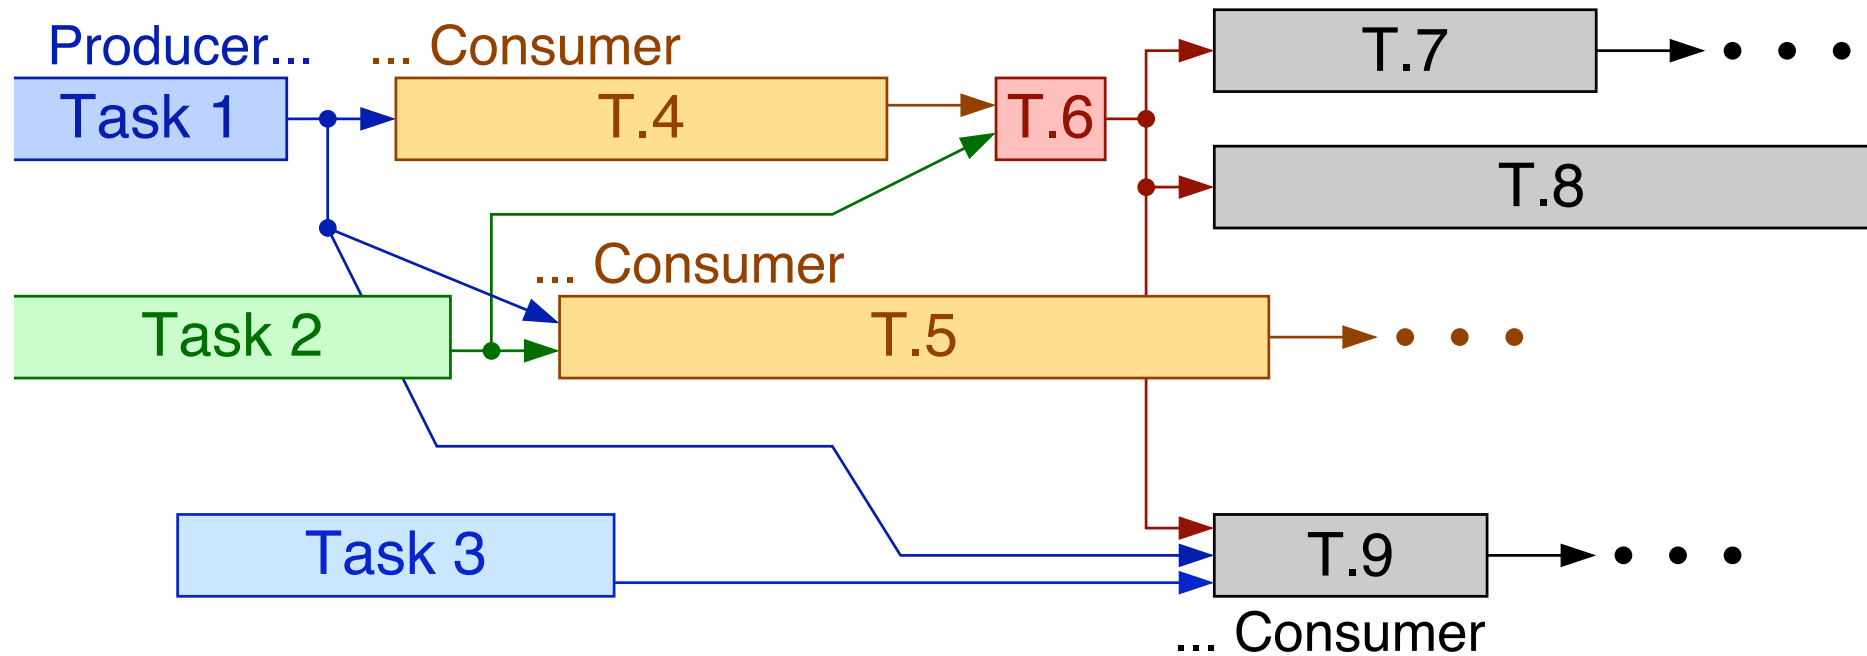 Producer...
... Consumer
Task 1
T.4
T.6
T.7
T.8
... Consumer
Task 2
T.5
Task 3
T.9
... Consumer